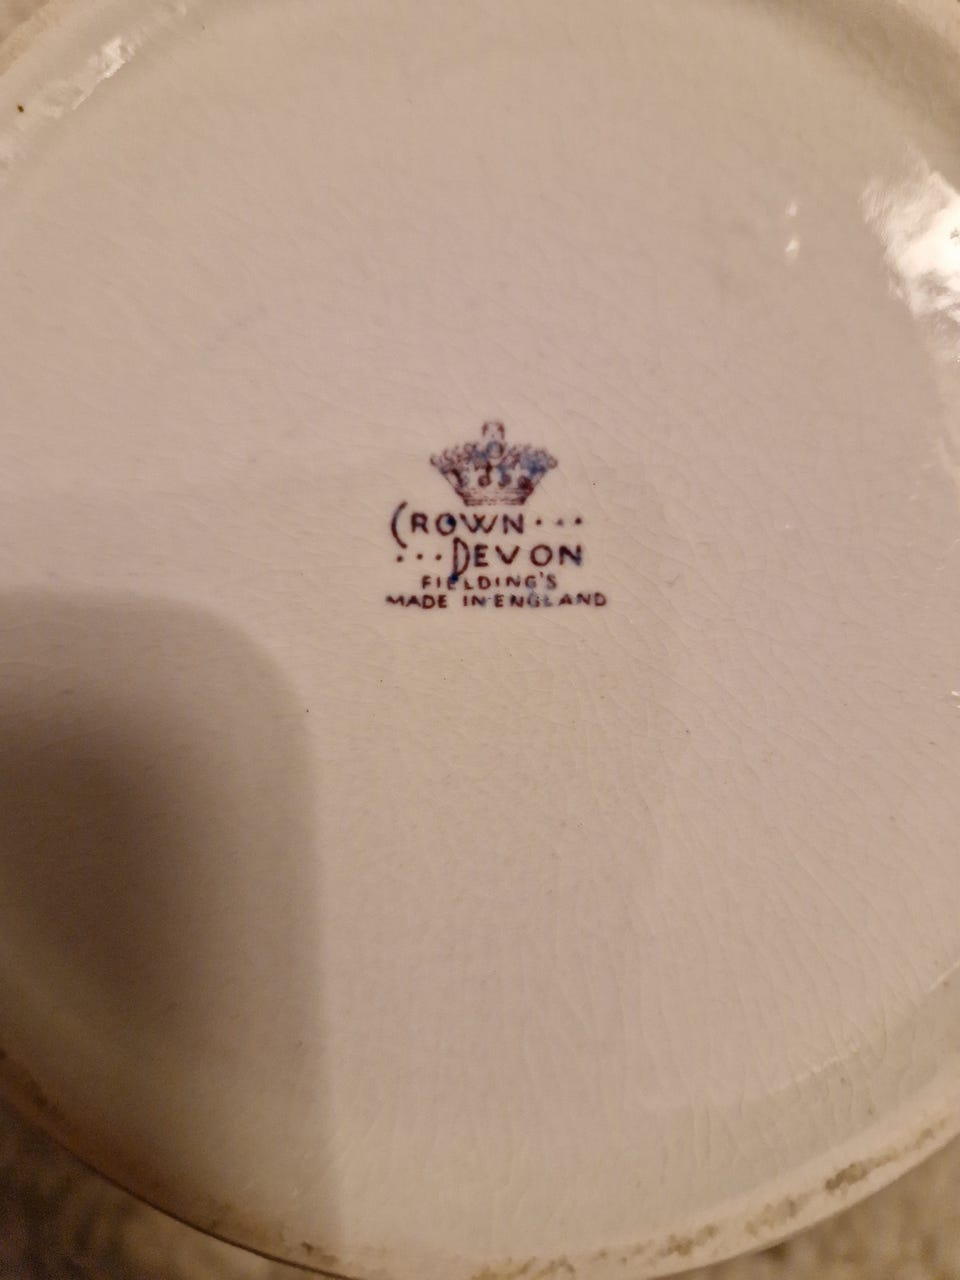 CROWN...
...DEVON
FIELDING'S
MADE IN ENGLAND